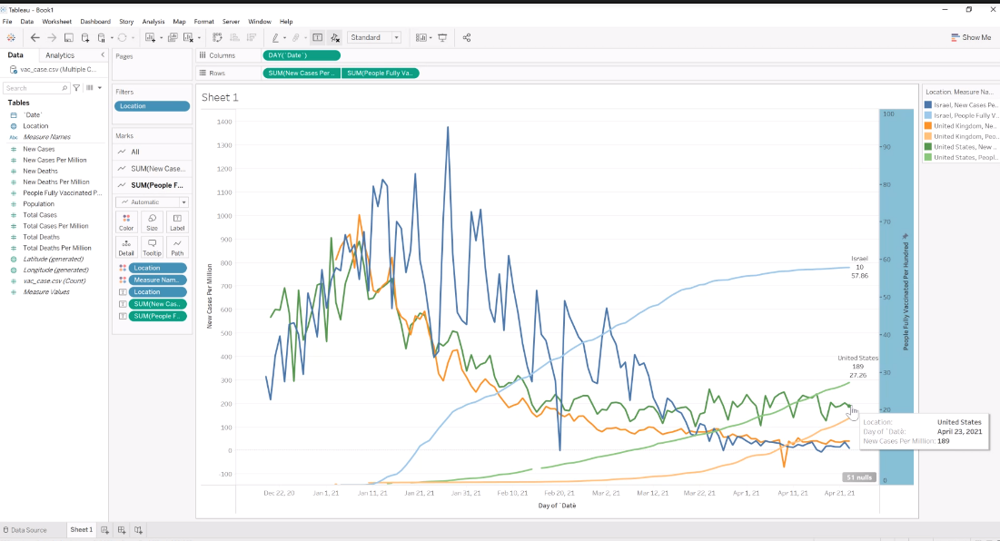 Tableau - Book1
File Data Worksheet Dashboard Story Analysis Map Format Server Window Help
Standard
Show Me
Data Analytics
vac_case.csv (Multiple C...
Search
Tables
`Date`
Location
Measure Names
New Cases
New Cases Per Million
New Deaths
New Deaths Per Million
People Fully Vaccinated P...
Population
Total Cases
Total Cases Per Million
Total Deaths
Total Deaths Per Million
Latitude (generated)
Longitude (generated)
vac_case.csv (Count)
Measure Values
Pages
Filters
Location
Marks
All
SUM(New Case...
SUM(People F...
Automatic
Color Size Label
Detail Tooltip Path
Location
Measure Nam..
Location
SUM(New Cas..
SUM(People F..
Columns DAY(`Date`)
Rows SUM(New Cases Per .. SUM(People Fully Va..
Sheet 1
New Cases Per Million
1400
1300
1200
1100
1000
900
800
700
600
500
400
300
200
100
0
100
Dec 22, 20 Jan 1, 21 Jan 11, 21 Jan 21, 21 Jan 31, 21 Feb 10, 21 Feb 20, 21 Mar 2, 21 Mar 12, 21 Mar 22, 21 Apr 1, 21 Apr 11, 21 Apr 21, 21
Day of `Date`
100
90
80
70
60
50
40
30
20
0
People Fully Vaccinated Per Hundred
Israel
10
57.86
United States
189
27.26
Location: United States
Day of `Date`: April 23, 2021
New Cases Per Million: 189
51 nulls
Location, Measure Na...
Israel, New Cases Pe..
Israel, People Fully V..
United Kingdom, Ne..
United Kingdom, Peo..
United States, New ..
United States, Peopl..
Data Source Sheet 1